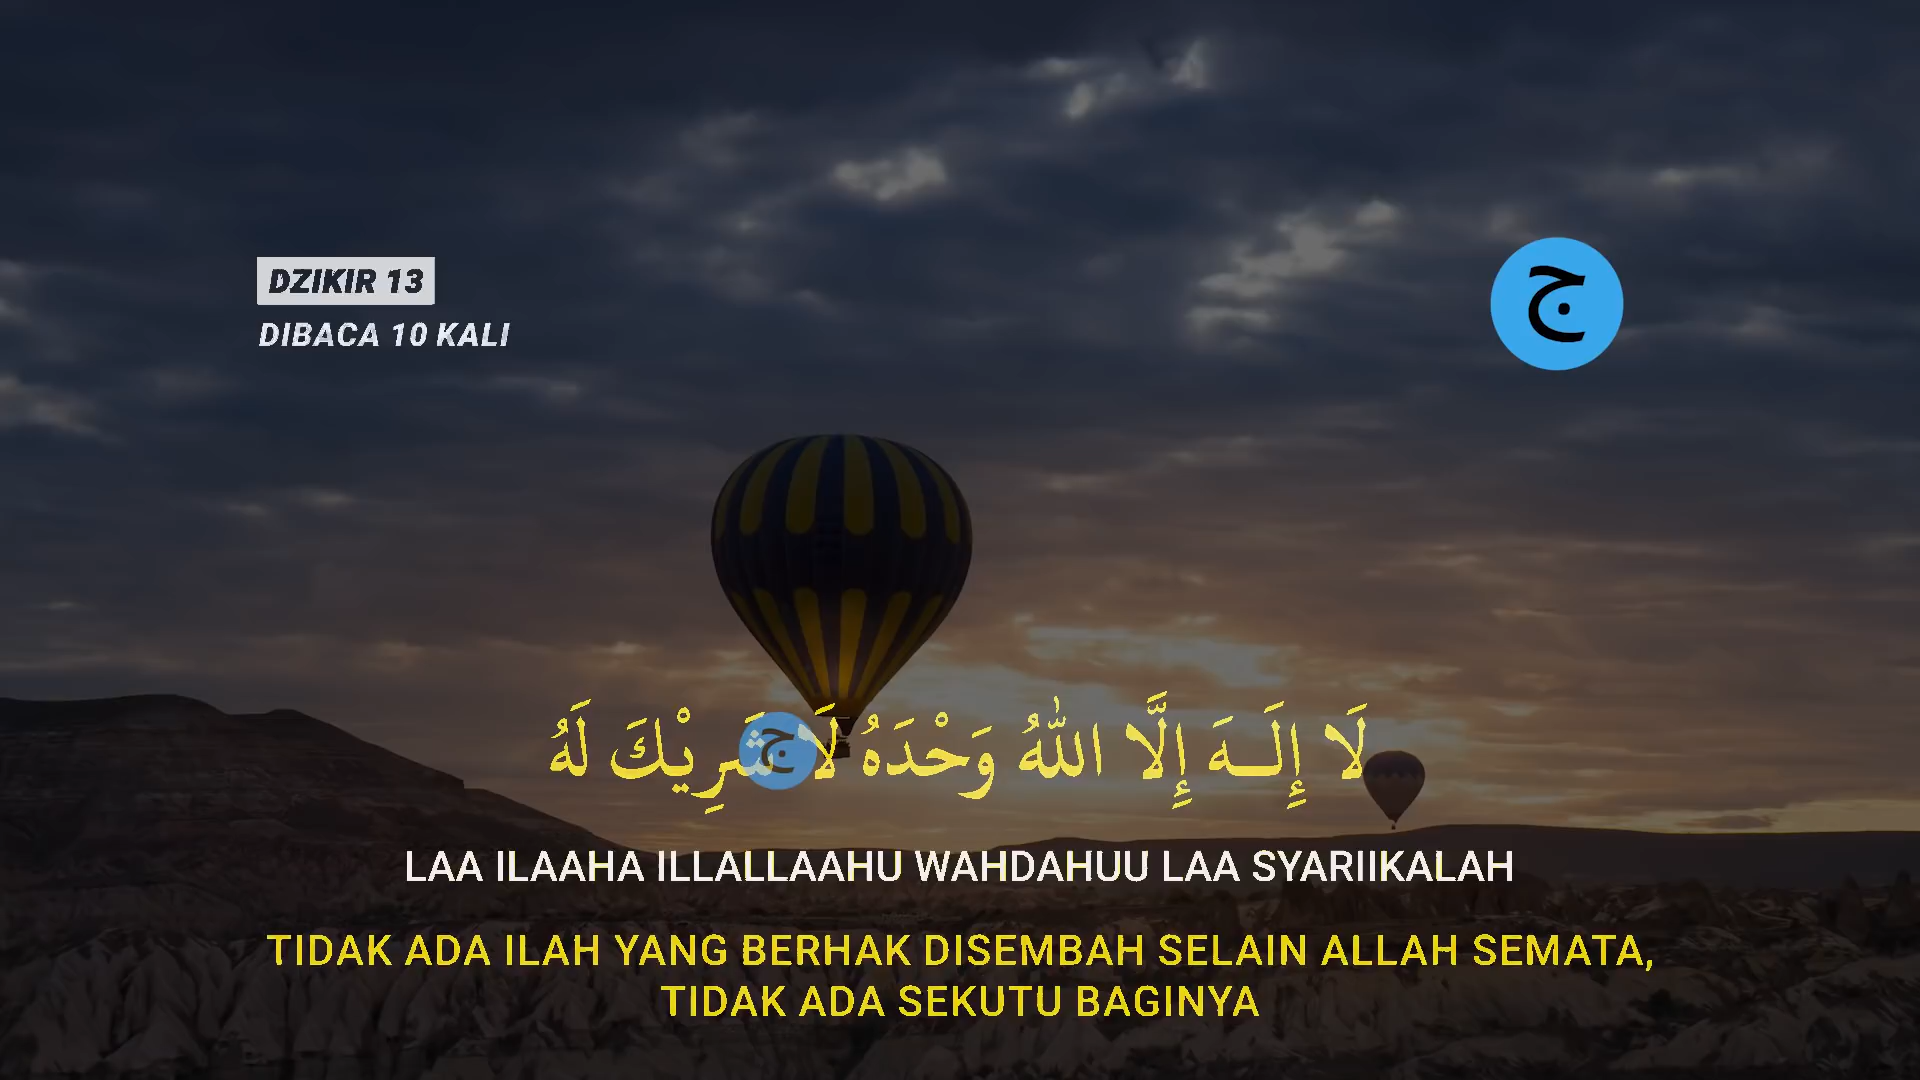 DZIKIR 13
DIBACA 10 KALI
ج
لَا إِلَـهَ إِلَّا اللهُ وَحْدَهُ لَا شَرِيْكَ لَهُ
ج
LAA ILAAHA ILLALLAAHU WAHDAHUU LAA SYARIIKALAH
TIDAK ADA ILAH YANG BERHAK DISEMBAH SELAIN ALLAH SEMATA,
TIDAK ADA SEKUTU BAGINYA